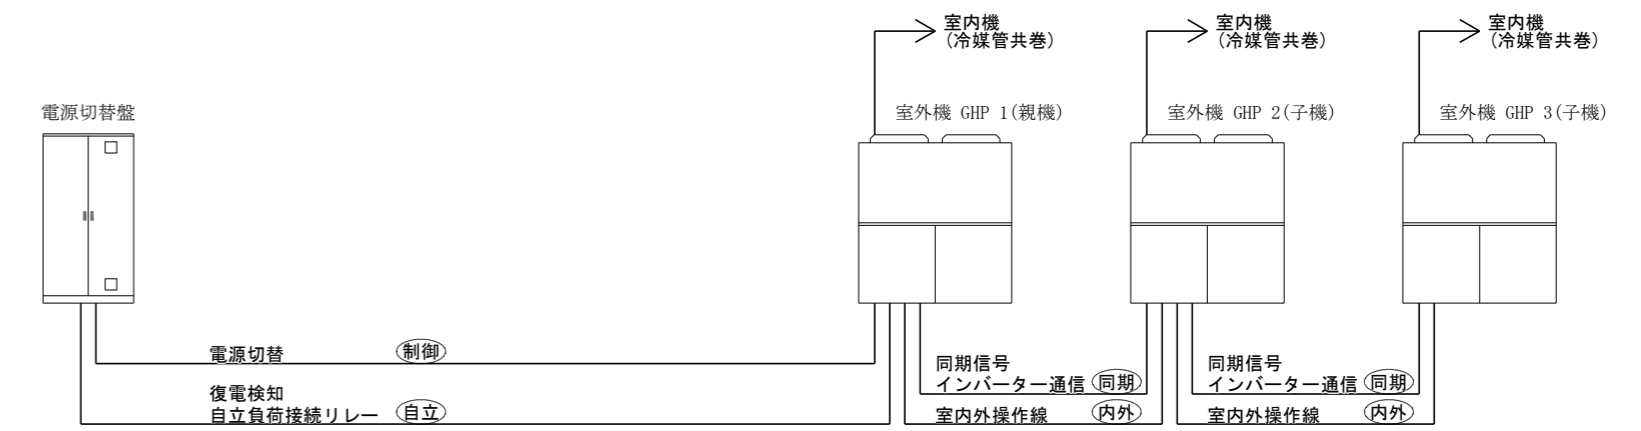 室内機
(冷媒管共巻)
室内機
(冷媒管共巻)
室内機
(冷媒管共巻)
電源切替盤
室外機 GHP 1(親機)
室外機 GHP 2(子機)
室外機 GHP 3(子機)
電源切替
制御
復電検知
自立負荷接続リレー
自立
同期信号
インバーター通信
同期
室内外操作線
内外
同期信号
インバーター通信
同期
室内外操作線
内外